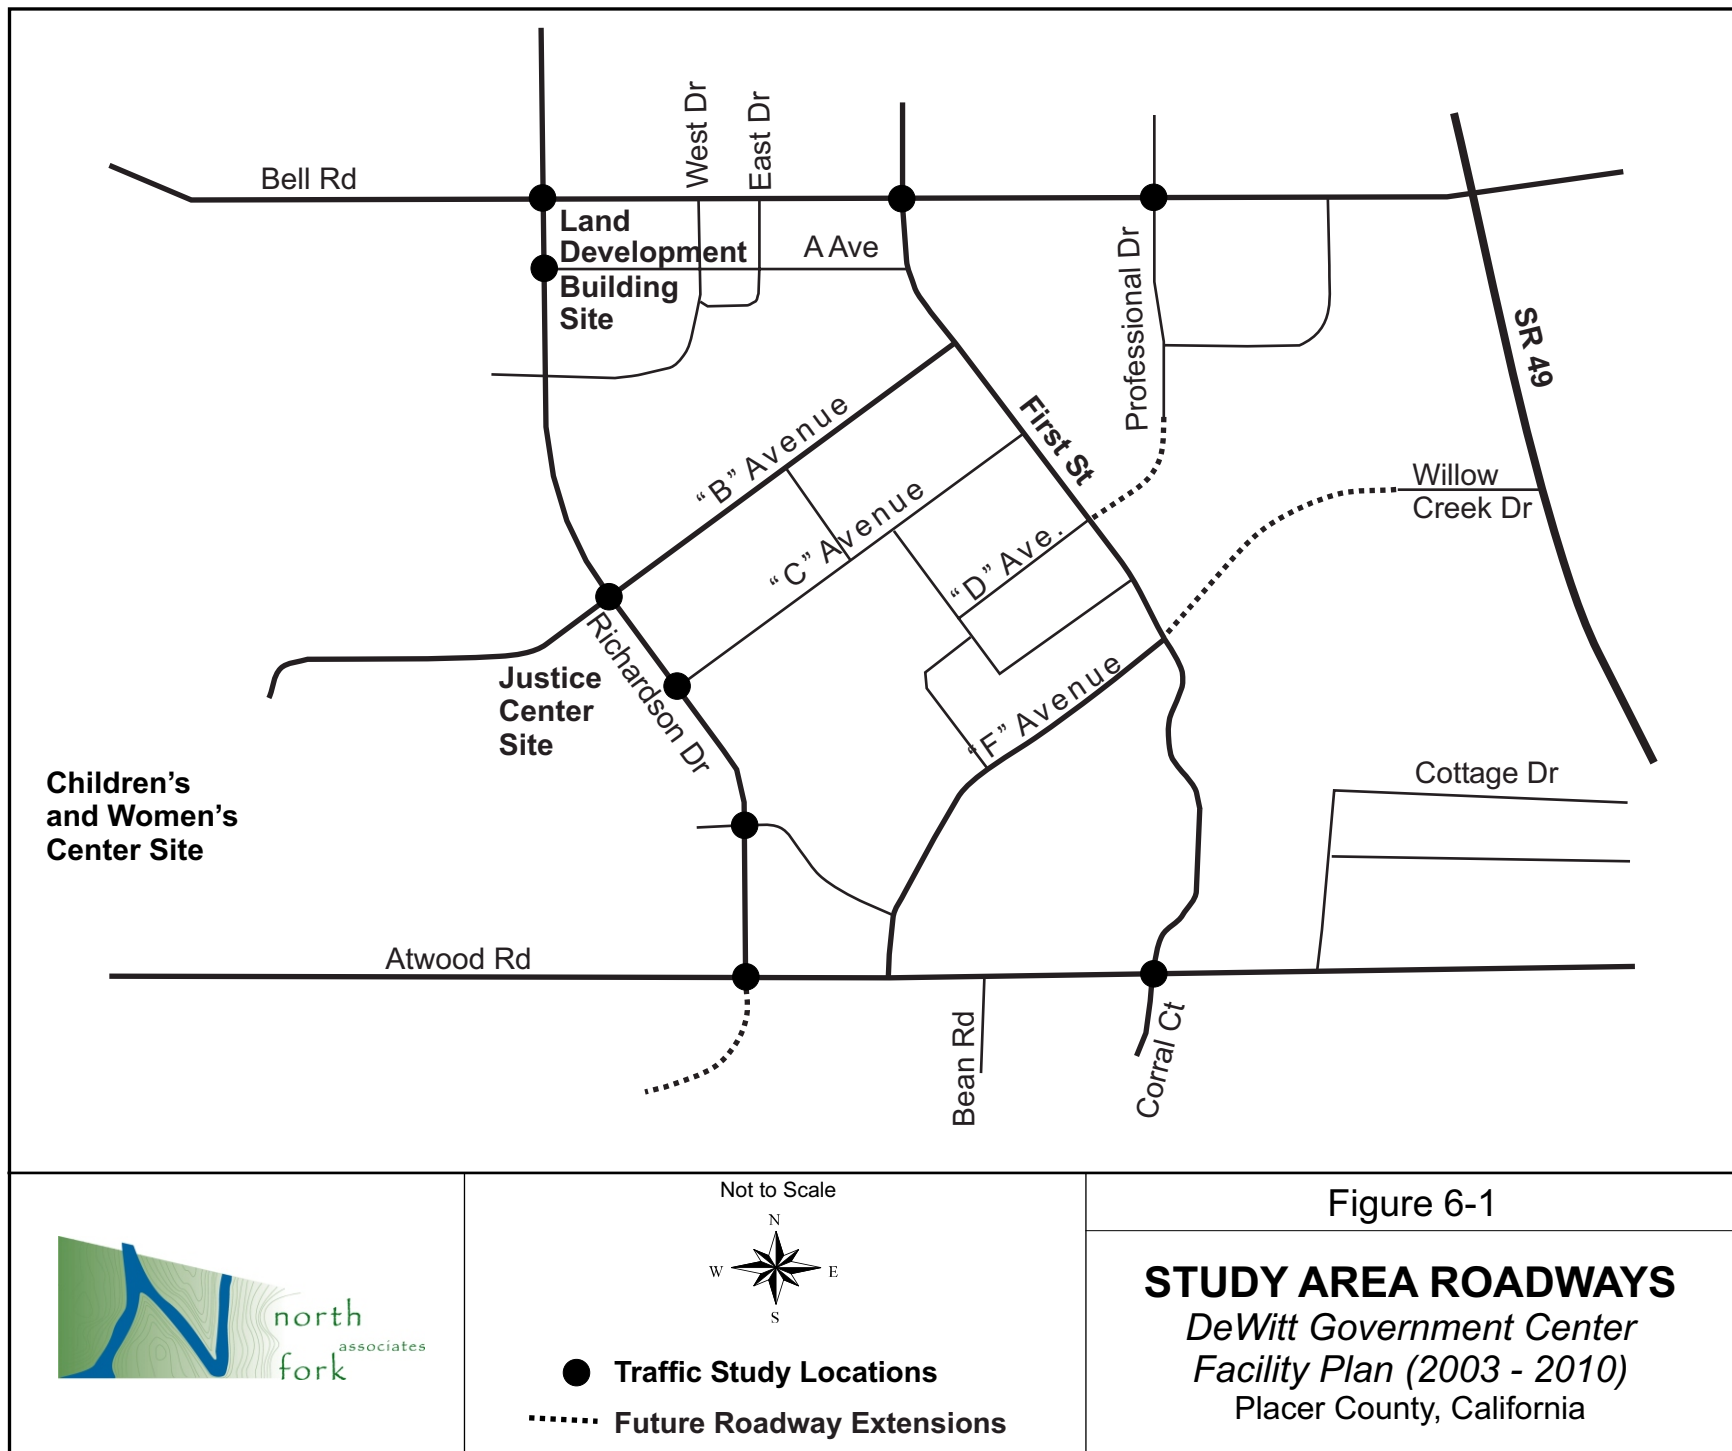 West Dr
East Dr
Bell Rd
Land
Development
Building
Site
A Ave
Professional Dr
SR 49
First St
“B” Avenue
“C” Avenue
“D” Ave.
“F” Avenue
Willow
Creek Dr
Richardson Dr
Justice
Center
Site
Children’s
and Women’s
Center Site
Cottage Dr
Atwood Rd
Bean Rd
Corral Ct
north
fork
associates
Not to Scale
N
W
E
S
Traffic Study Locations
Future Roadway Extensions
Figure 6-1
STUDY AREA ROADWAYS
DeWitt Government Center
Facility Plan (2003 - 2010)
Placer County, California